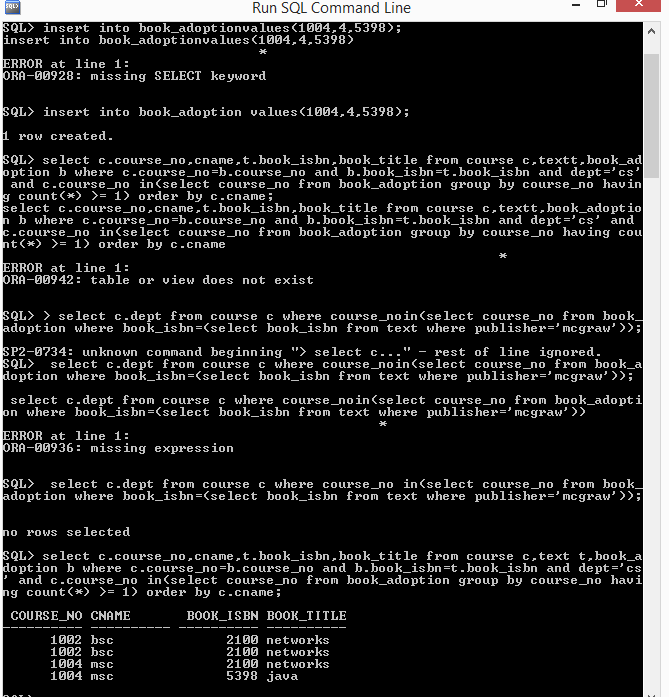 Run SQL Command Line
SQL> insert into book_adoptionvalues(1004,4,5398);
insert into book_adoptionvalues(1004,4,5398)
*
ERROR at line 1:
ORA-00928: missing SELECT keyword
SQL> insert into book_adoption values(1004,4,5398);
1 row created.
SQL> select c.course_no,cname,t.book_isbn,book_title from course c,textt,book_ad
option b where c.course_no=b.course_no and b.book_isbn=t.book_isbn and dept='cs'
and c.course_no in(select course_no from book_adoption group by course_no havin
g count(*) >= 1) order by c.cname;
select c.course_no,cname,t.book_isbn,book_title from course c,textt,book_adoptio
n b where c.course_no=b.course_no and b.book_isbn=t.book_isbn and dept='cs' and
c.course_no in(select course_no from book_adoption group by course_no having cou
nt(*) >= 1) order by c.cname
*
ERROR at line 1:
ORA-00942: table or view does not exist
SQL> > select c.dept from course c where course_noin(select course_no from book_
adoption where book_isbn=(select book_isbn from text where publisher='mcgraw'));
SP2-0734: unknown command beginning "> select c..." - rest of line ignored.
SQL>  select c.dept from course c where course_noin(select course_no from book_a
doption where book_isbn=(select book_isbn from text where publisher='mcgraw'));
select c.dept from course c where course_noin(select course_no from book_adopti
on where book_isbn=(select book_isbn from text where publisher='mcgraw'))
*
ERROR at line 1:
ORA-00936: missing expression
SQL>  select c.dept from course c where course_no in(select course_no from book_
adoption where book_isbn=(select book_isbn from text where publisher='mcgraw'));
no rows selected
SQL> select c.course_no,cname,t.book_isbn,book_title from course c,text t,book_a
doption b where c.course_no=b.course_no and b.book_isbn=t.book_isbn and dept='cs
' and c.course_no in(select course_no from book_adoption group by course_no havi
ng count(*) >= 1) order by c.cname;
COURSE_NO CNAME BOOK_ISBN BOOK_TITLE
---------- ---------- ---------- ----------
1002 bsc 2100 networks
1002 bsc 2100 networks
1004 msc 2100 networks
1004 msc 5398 java